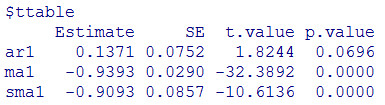 $ttable
Estimate SE t.value p.value
ar1 0.1371 0.0752 1.8244 0.0696
ma1 -0.9393 0.0290 -32.3892 0.0000
sma1 -0.9093 0.0857 -10.6136 0.0000